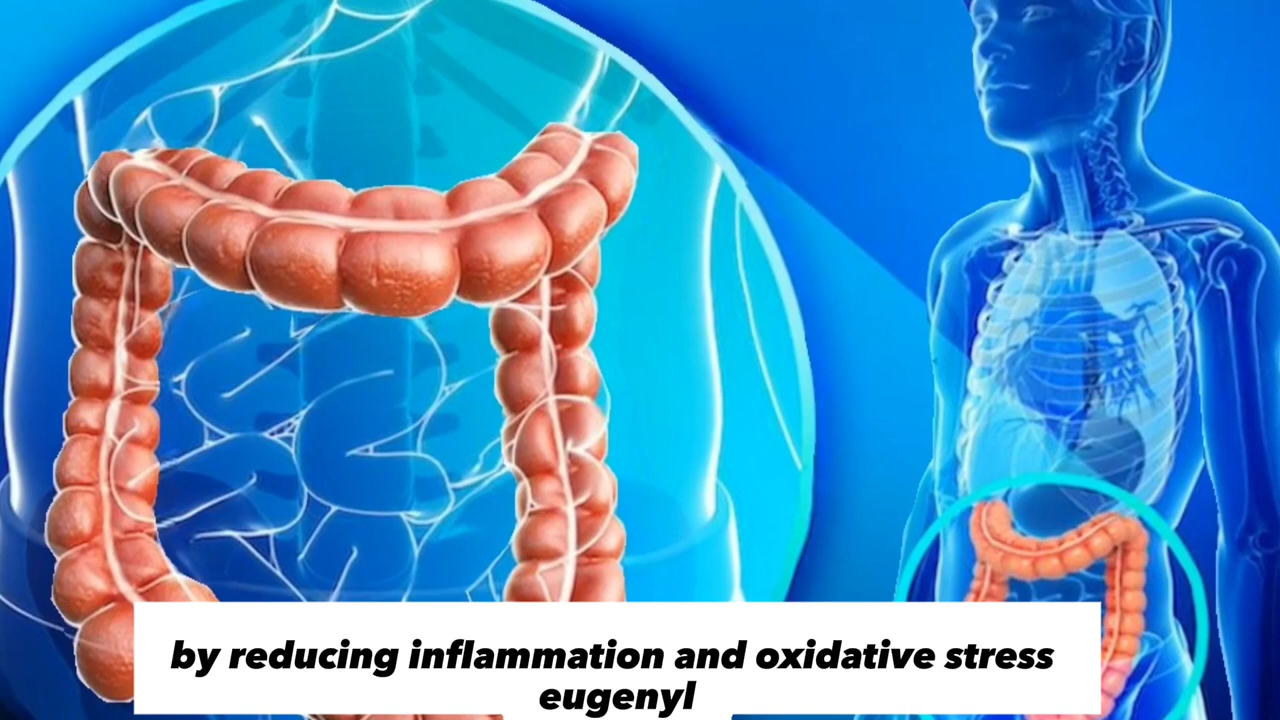 by reducing inflammation and oxidative stress
eugenyl